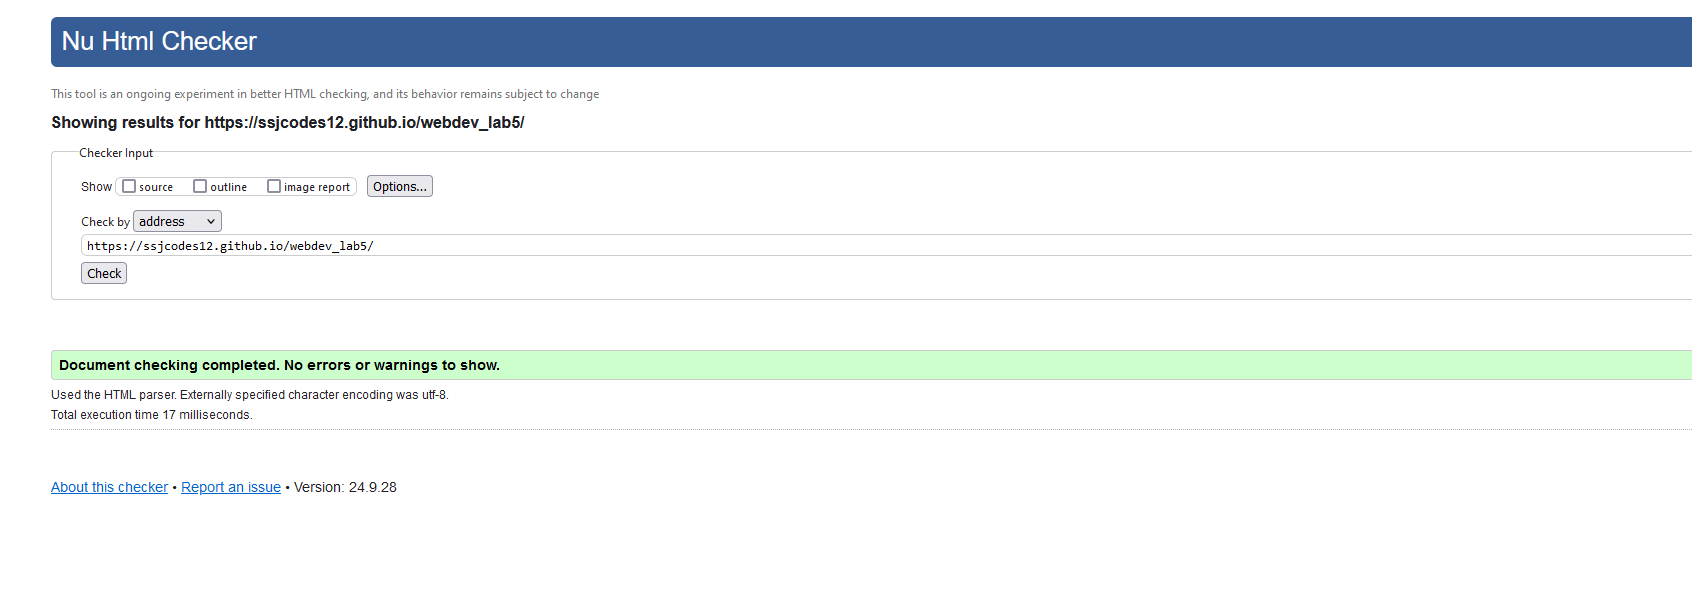 Nu Html Checker
This tool is an ongoing experiment in better HTML checking, and its behavior remains subject to change
Showing results for https://ssjcodes12.github.io/webdev_lab5/
Checker Input
Show source outline image report Options...
Check by address
https://ssjcodes12.github.io/webdev_lab5/
Check
Document checking completed. No errors or warnings to show.
Used the HTML parser. Externally specified character encoding was utf-8.
Total execution time 17 milliseconds.
About this checker • Report an issue • Version: 24.9.28